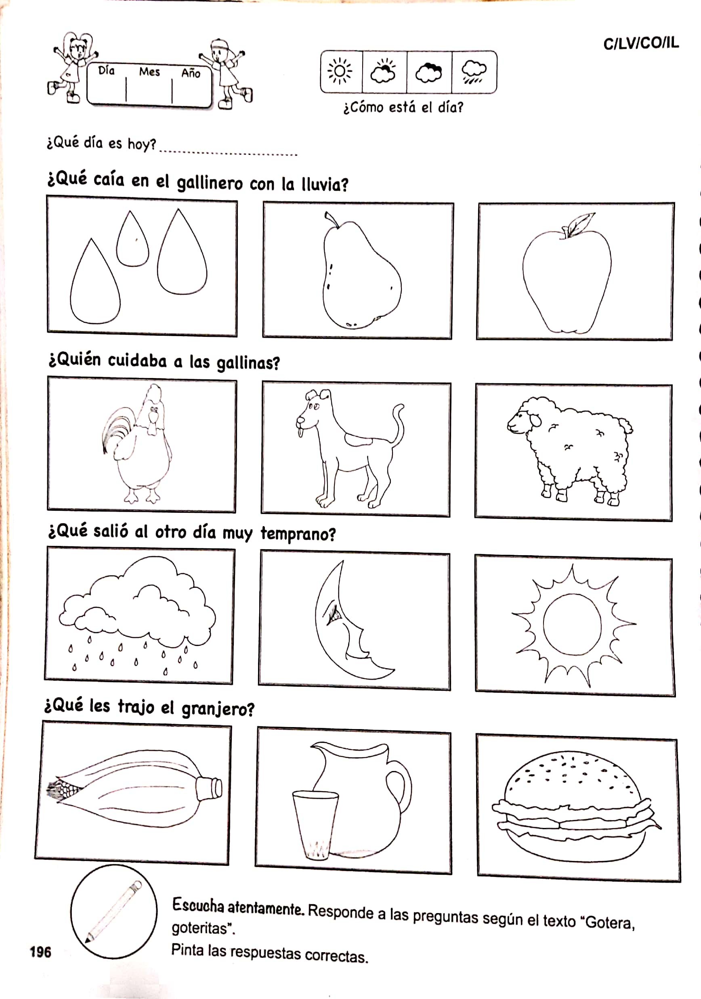 C/LV/CO/IL
Día Mes Año
¿Cómo está el día?
¿Qué día es hoy?
¿Qué caía en el gallinero con la lluvia?
¿Quién cuidaba a las gallinas?
¿Qué salió al otro día muy temprano?
¿Qué les trajo el granjero?
Escucha atentamente. Responde a las preguntas según el texto “Gotera,
goteritas”.
Pinta las respuestas correctas.
196